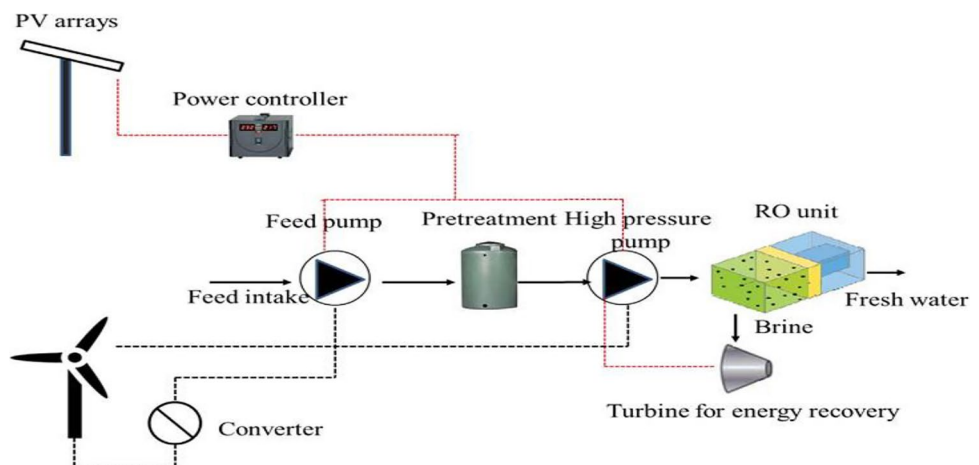 PV arrays
Power controller
Feed pump
Pretreatment
High pressure
pump
RO unit
Feed intake
Fresh water
Brine
Turbine for energy recovery
Converter